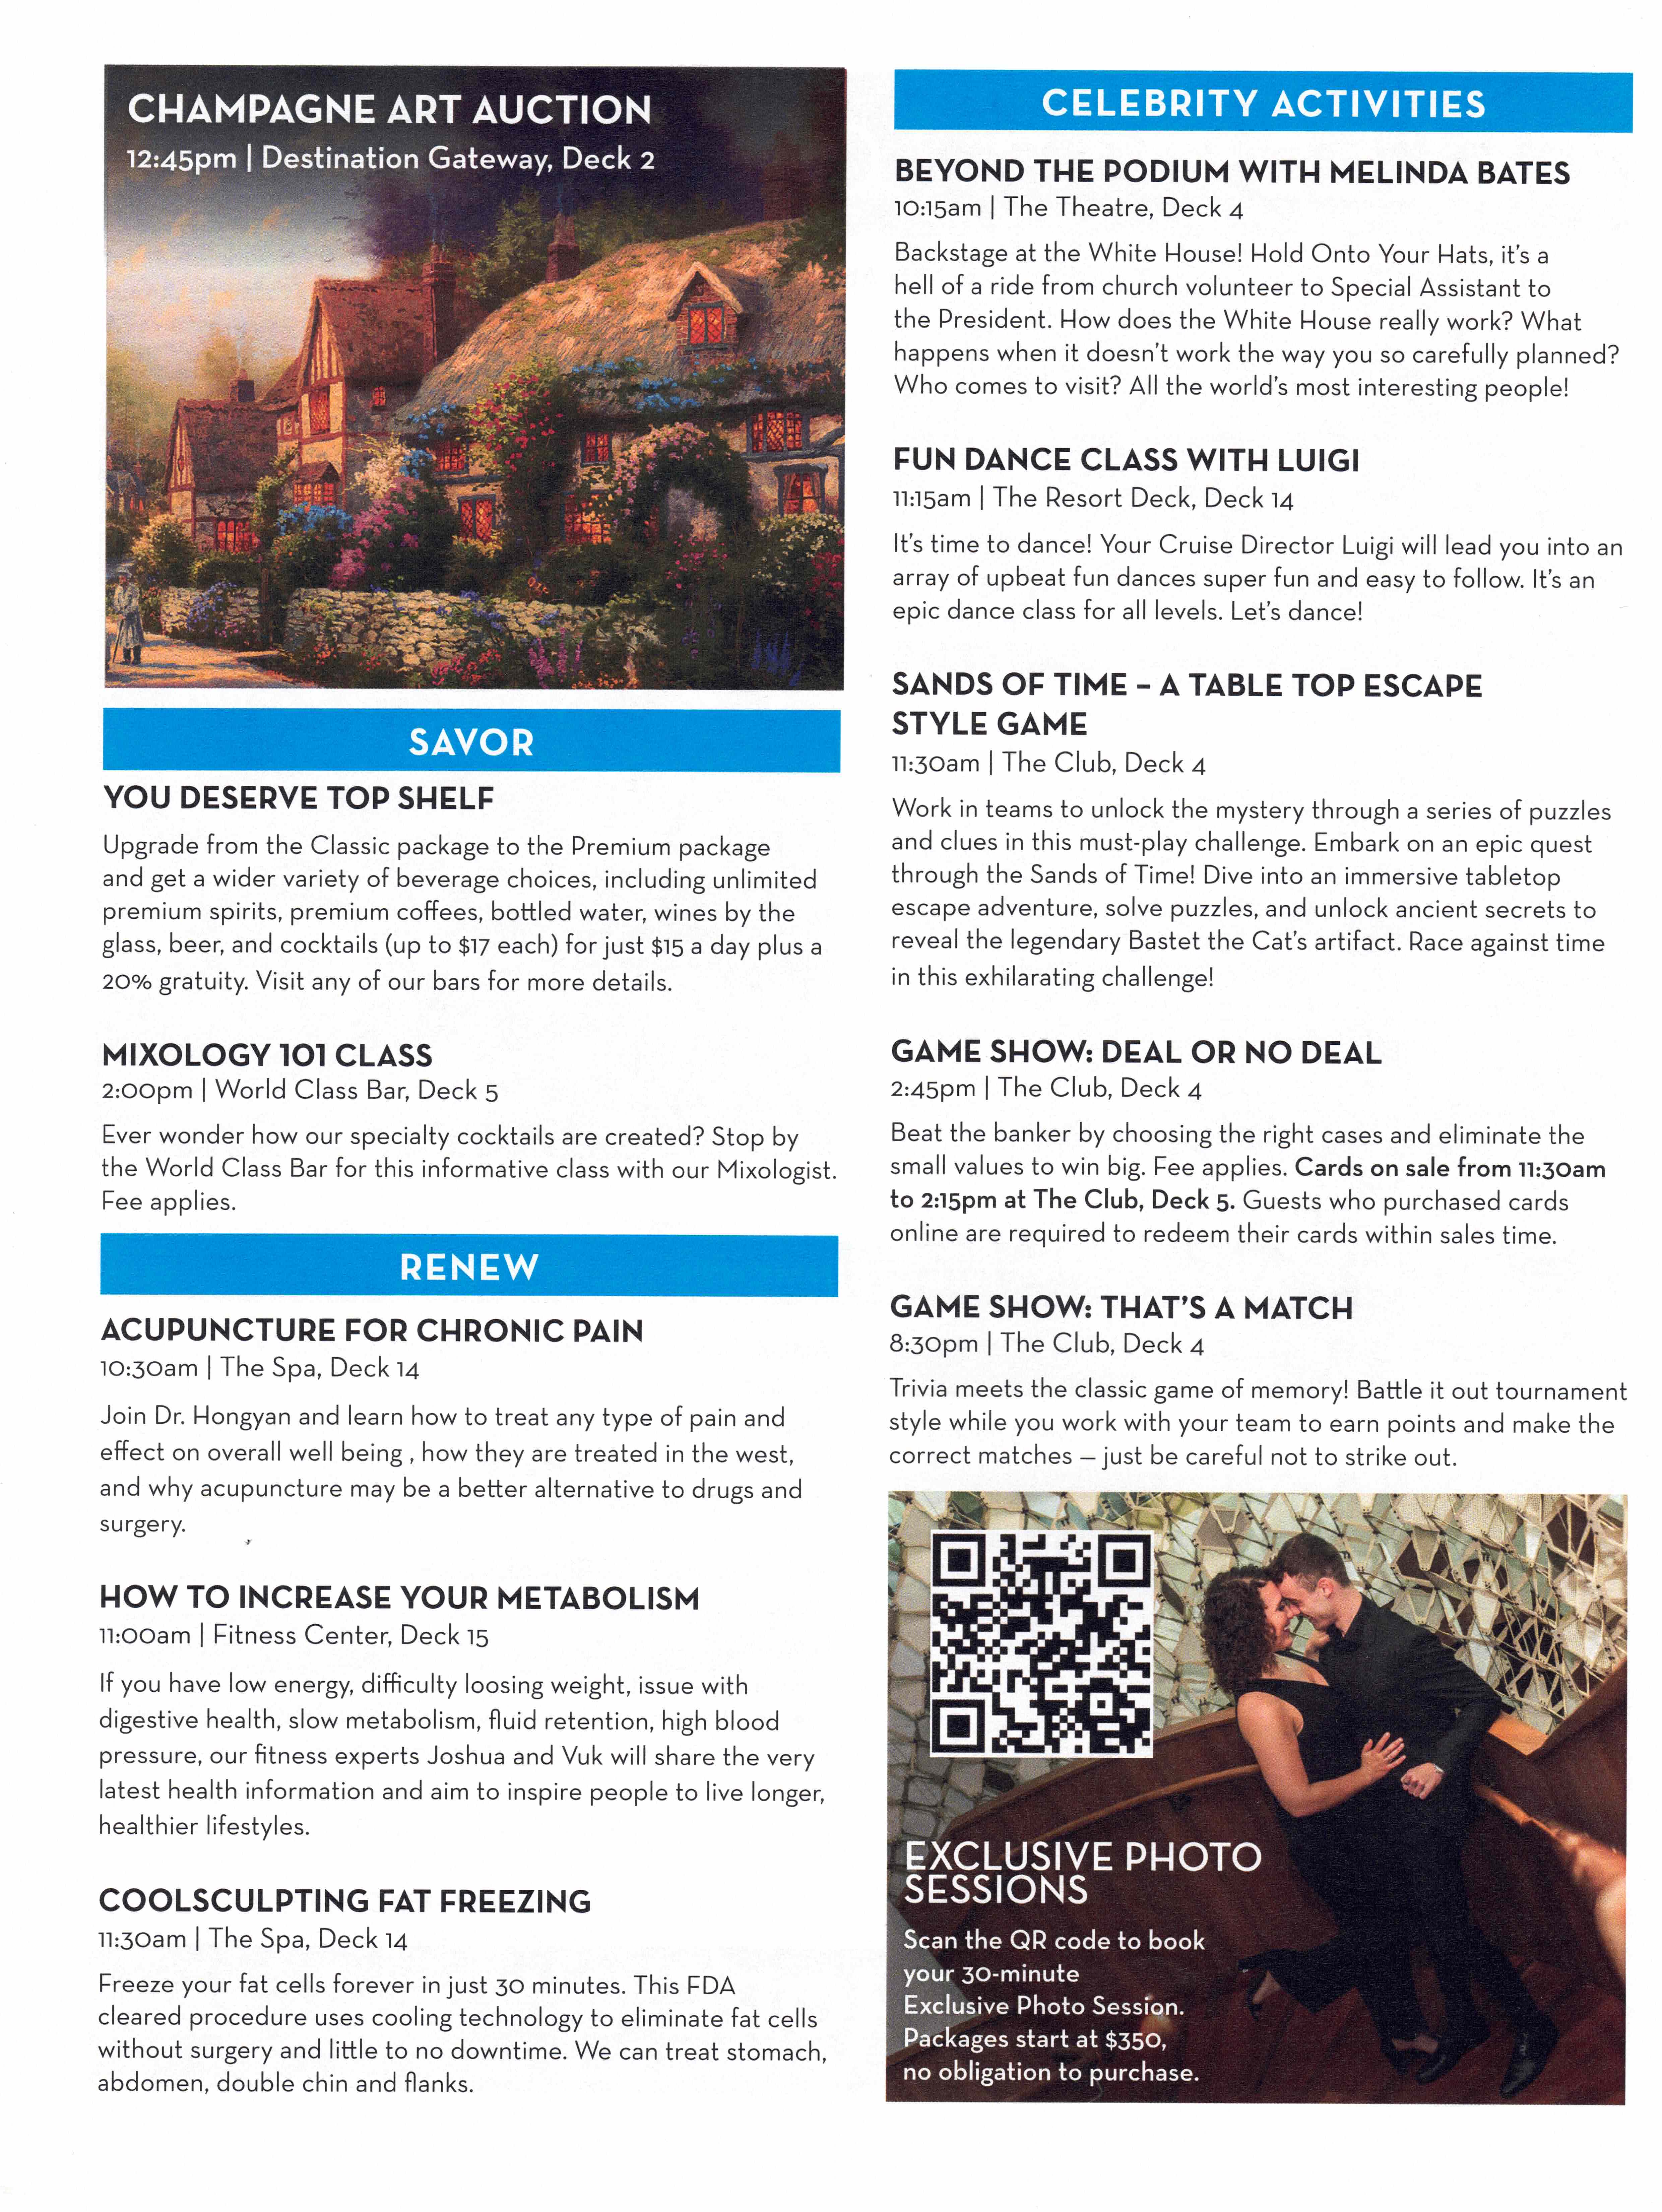 CHAMPAGNE ART AUCTION
12:45pm | Destination Gateway, Deck 2
SAVOR
YOU DESERVE TOP SHELF
Upgrade from the Classic package to the Premium package
and get a wider variety of beverage choices, including unlimited
premium spirits, premium coffees, bottled water, wines by the
glass, beer, and cocktails (up to $17 each) for just $15 a day plus a
20% gratuity. Visit any of our bars for more details.
MIXOLOGY 101 CLASS
2:00pm | World Class Bar, Deck 5
Ever wonder how our specialty cocktails are created? Stop by
the World Class Bar for this informative class with our Mixologist.
Fee applies.
RENEW
ACUPUNCTURE FOR CHRONIC PAIN
10:30am | The Spa, Deck 14
Join Dr. Hongyan and learn how to treat any type of pain and
effect on overall well being , how they are treated in the west,
and why acupuncture may be a better alternative to drugs and
surgery.
HOW TO INCREASE YOUR METABOLISM
11:00am | Fitness Center, Deck 15
If you have low energy, difficulty loosing weight, issue with
digestive health, slow metabolism, fluid retention, high blood
pressure, our fitness experts Joshua and Vuk will share the very
latest health information and aim to inspire people to live longer,
healthier lifestyles.
COOLSCULPTING FAT FREEZING
11:30am | The Spa, Deck 14
Freeze your fat cells forever in just 30 minutes. This FDA
cleared procedure uses cooling technology to eliminate fat cells
without surgery and little to no downtime. We can treat stomach,
abdomen, double chin and flanks.
CELEBRITY ACTIVITIES
BEYOND THE PODIUM WITH MELINDA BATES
10:15am | The Theatre, Deck 4
Backstage at the White House! Hold Onto Your Hats, it's a
hell of a ride from church volunteer to Special Assistant to
the President. How does the White House really work? What
happens when it doesn't work the way you so carefully planned?
Who comes to visit? All the world's most interesting people!
FUN DANCE CLASS WITH LUIGI
11:15am | The Resort Deck, Deck 14
It's time to dance! Your Cruise Director Luigi will lead you into an
array of upbeat fun dances super fun and easy to follow. It's an
epic dance class for all levels. Let's dance!
SANDS OF TIME – A TABLE TOP ESCAPE
STYLE GAME
11:30am | The Club, Deck 4
Work in teams to unlock the mystery through a series of puzzles
and clues in this must-play challenge. Embark on an epic quest
through the Sands of Time! Dive into an immersive tabletop
escape adventure, solve puzzles, and unlock ancient secrets to
reveal the legendary Bastet the Cat's artifact. Race against time
in this exhilarating challenge!
GAME SHOW: DEAL OR NO DEAL
2:45pm | The Club, Deck 4
Beat the banker by choosing the right cases and eliminate the
small values to win big. Fee applies. Cards on sale from 11:30am
to 2:15pm at The Club, Deck 5. Guests who purchased cards
online are required to redeem their cards within sales time.
GAME SHOW: THAT'S A MATCH
8:30pm | The Club, Deck 4
Trivia meets the classic game of memory! Battle it out tournament
style while you work with your team to earn points and make the
correct matches — just be careful not to strike out.
EXCLUSIVE PHOTO
SESSIONS
Scan the QR code to book
your 30-minute
Exclusive Photo Session.
Packages start at $350,
no obligation to purchase.